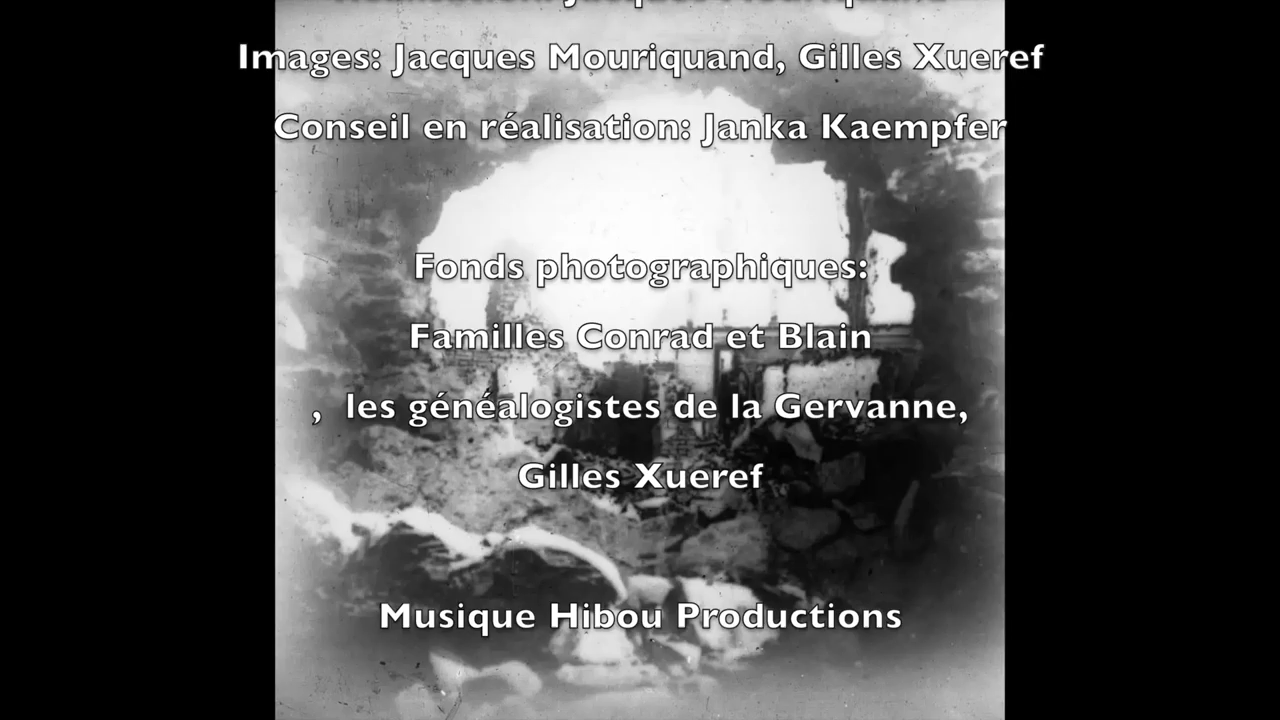 Images: Jacques Mouriquand, Gilles Xueref
Conseil en réalisation: Janka Kaempfer
Fonds photographiques:
Familles Conrad et Blain
, les généalogistes de la Gervanne,
Gilles Xueref
Musique Hibou Productions